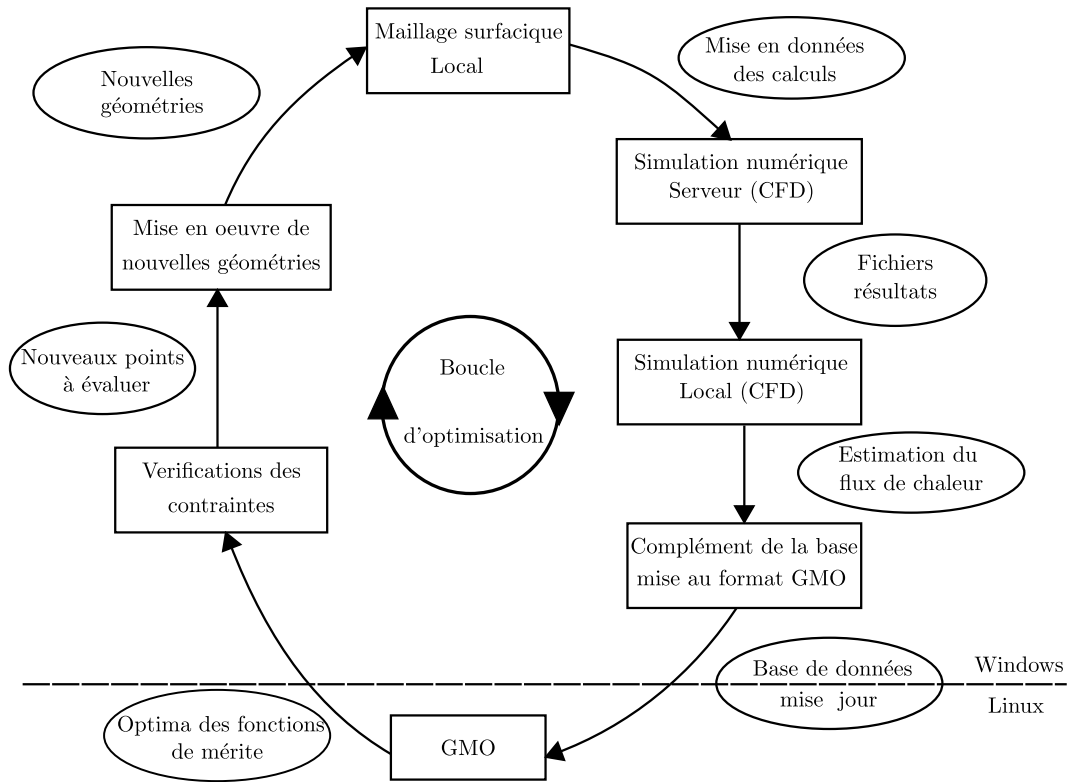 Maillage surfacique
Local
Mise en données
des calculs
Nouvelles
géométries
Simulation numérique
Serveur (CFD)
Mise en oeuvre de
nouvelles géométries
Fichiers
résultats
Nouveaux points
à évaluer
Boucle
d'optimisation
Simulation numérique
Local (CFD)
Estimation du
flux de chaleur
Verifications des
contraintes
Complément de la base
mise au format GMO
Base de données
mise jour
Windows
Linux
Optima des fonctions
de mérite
GMO